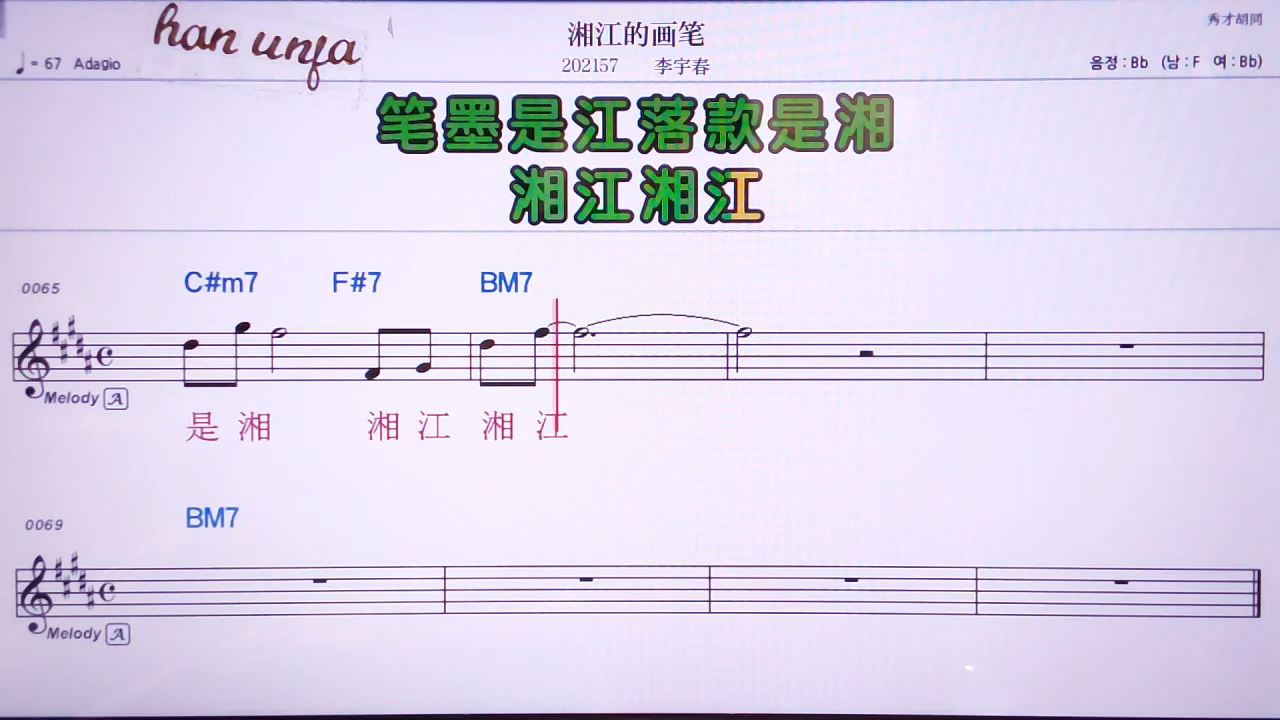 han unfa
湘江的画笔
秀才胡同
♩= 67 Adagio
202157 李宇春
음정 : Bb (남 : F 여 : Bb)
笔墨是江落款是湘
湘江湘江
C#m7 F#7 BM7
0065
Melody A
是 湘 湘 江 湘 江
BM7
0069
Melody A